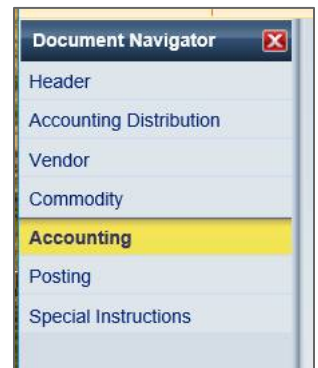 Document Navigator
Header
Accounting Distribution
Vendor
Commodity
Accounting
Posting
Special Instructions